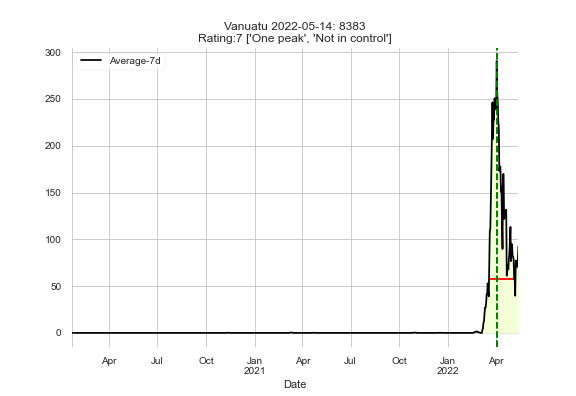 Vanuatu 2022-05-14: 8383
Rating:7 ['One peak', 'Not in control']
Average-7d
300
250
200
150
100
50
0
Apr Jul Oct Jan Apr Jul Oct Jan Apr
2021 2022
Date